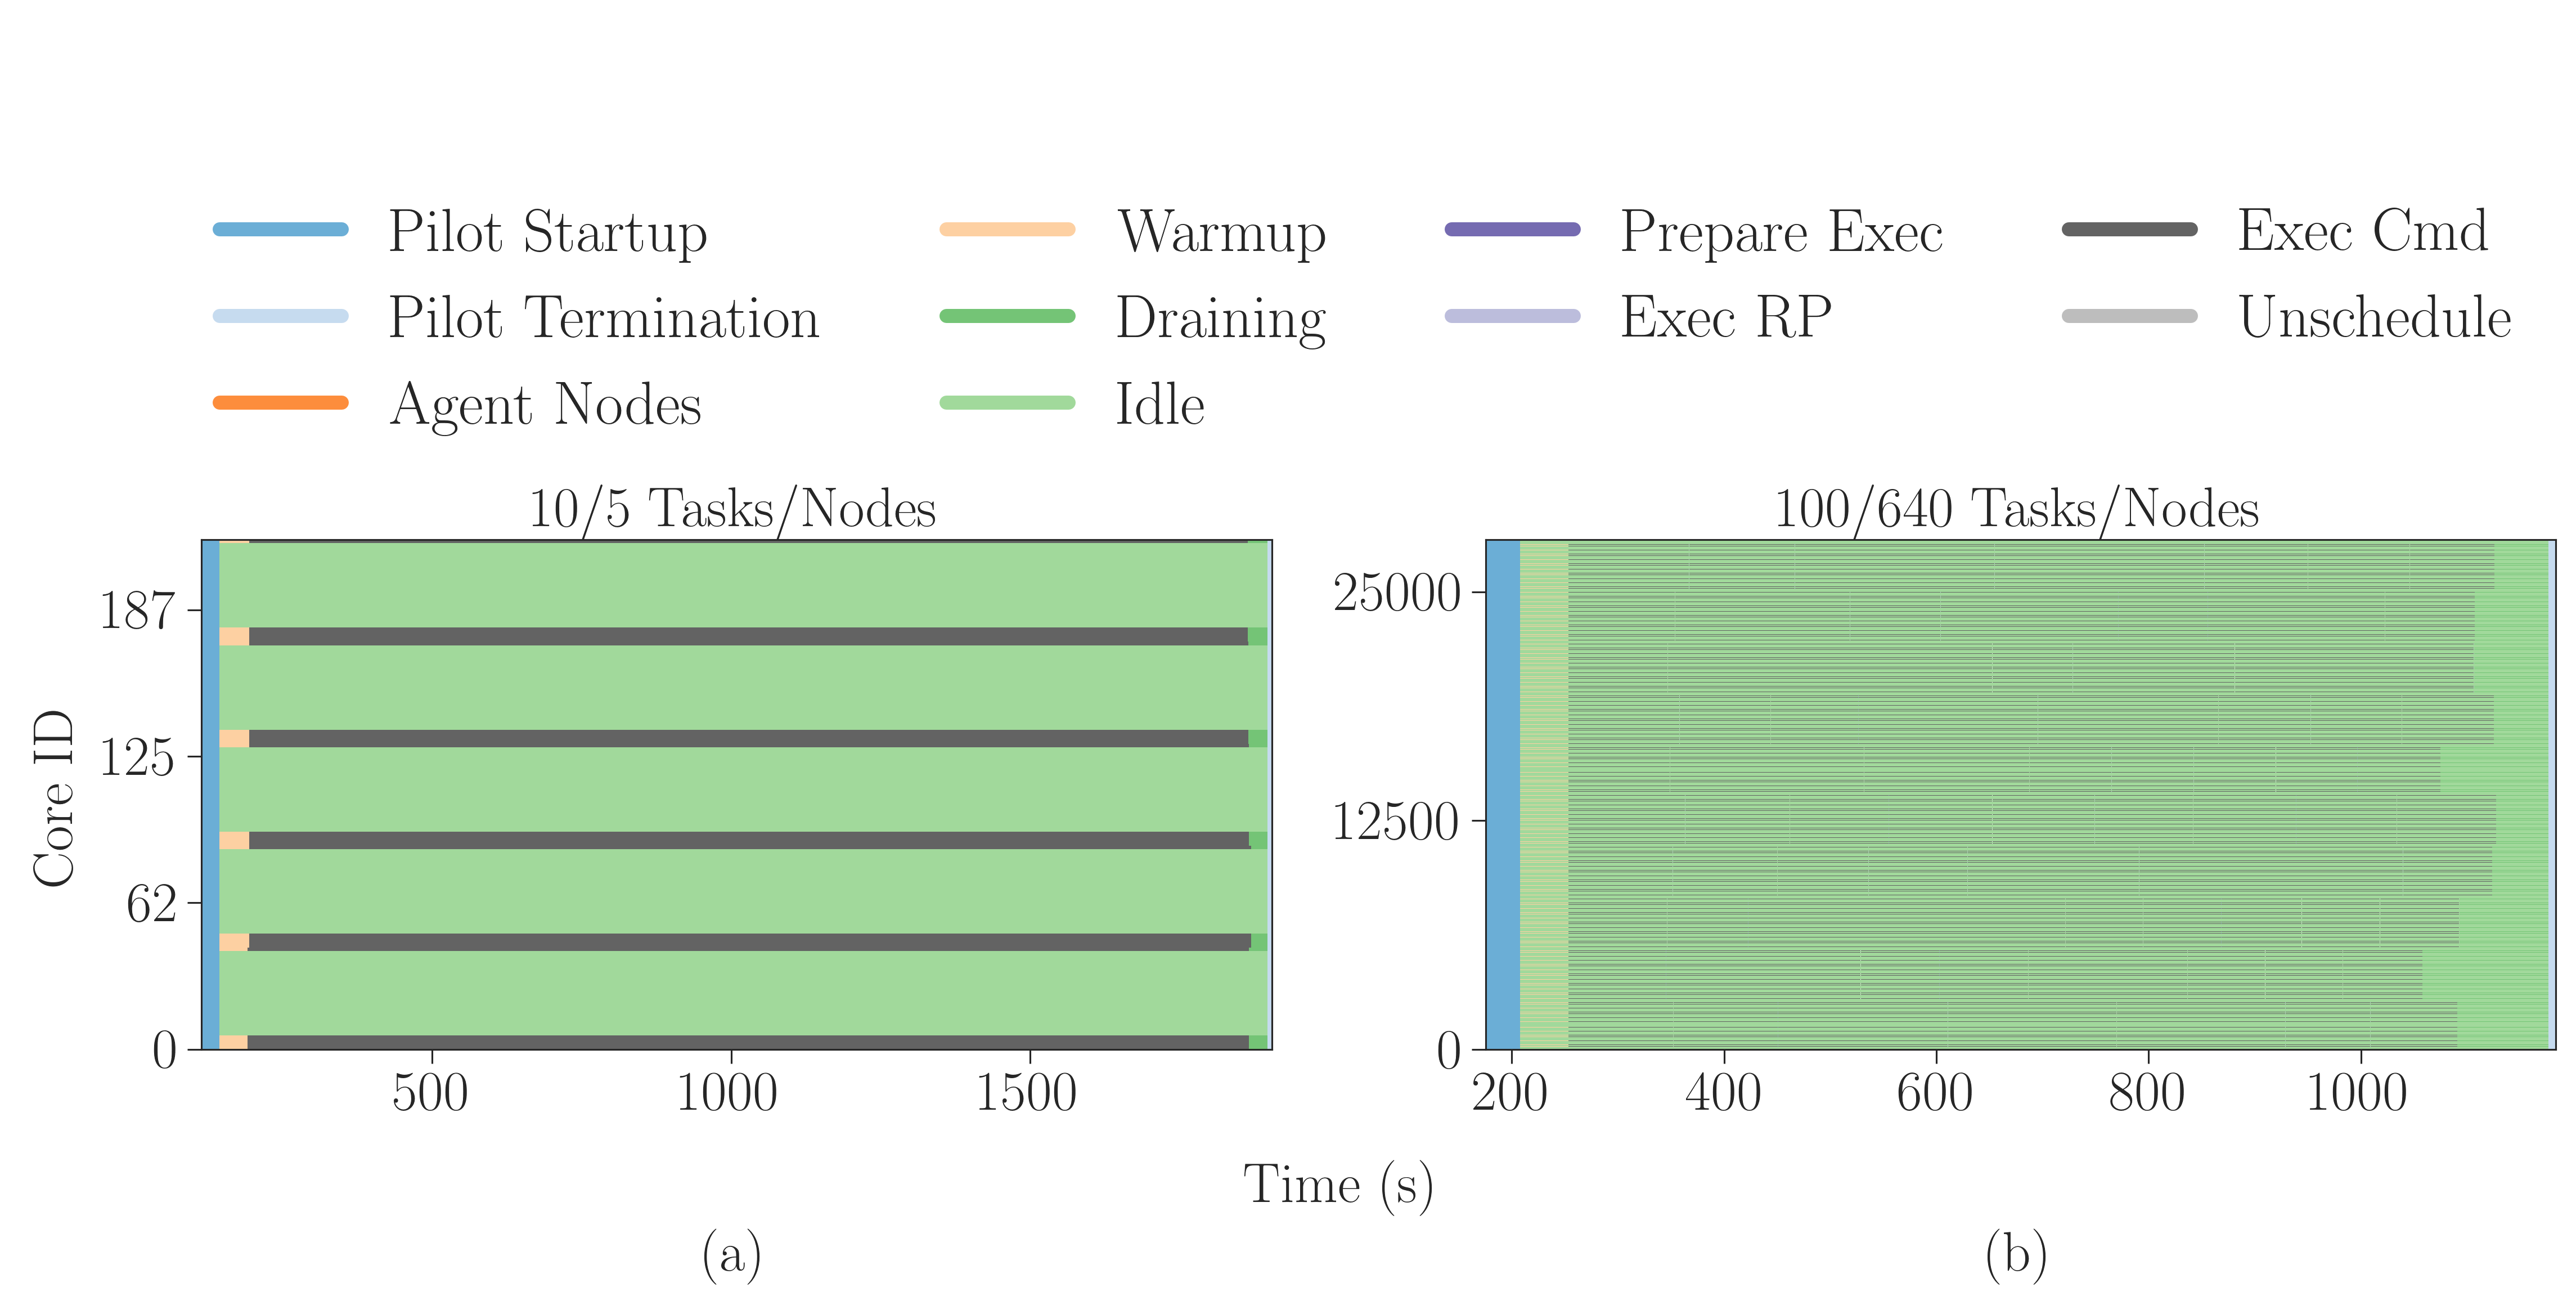 Pilot Startup
Pilot Termination
Agent Nodes
Warmup
Draining
Idle
Prepare Exec
Exec RP
Exec Cmd
Unschedule
10/5 Tasks/Nodes
187
125
62
0
Core ID
500
1000
1500
(a)
100/640 Tasks/Nodes
25000
12500
0
200
400
600
800
1000
Time (s)
(b)